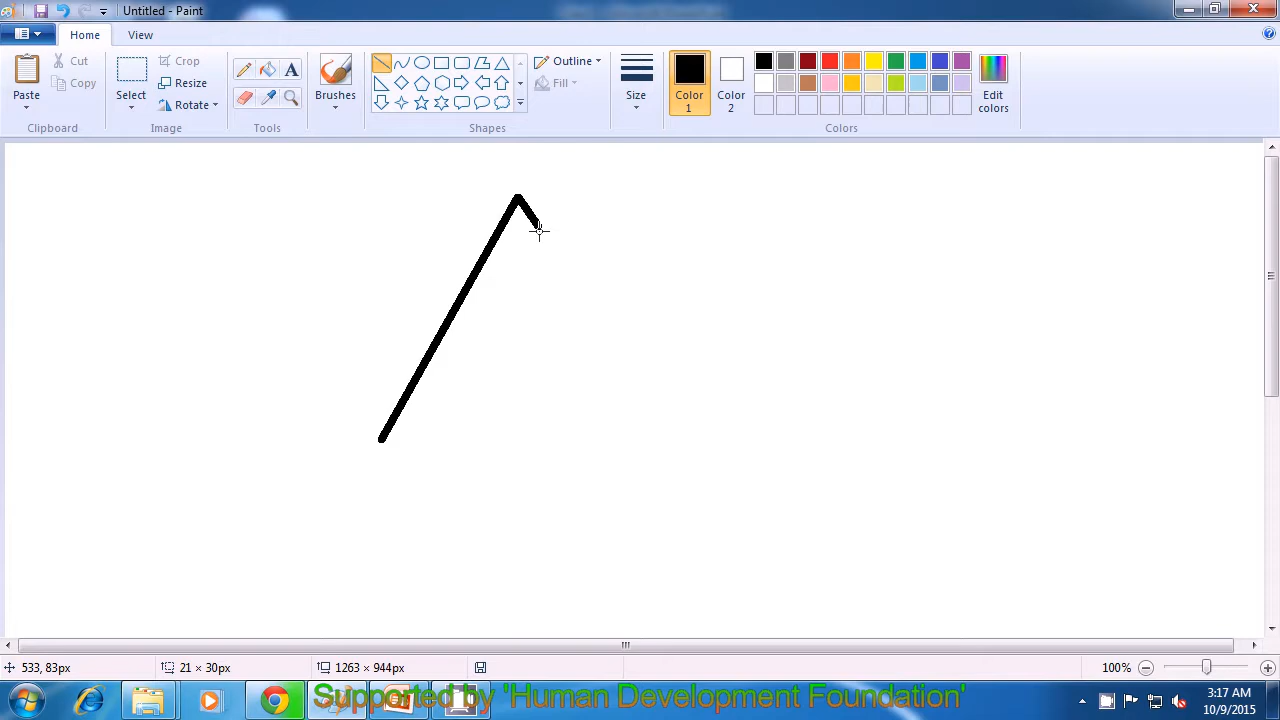 Untitled - Paint
Home
View
Paste
Cut
Copy
Clipboard
Select
Crop
Resize
Rotate
Image
A
Tools
Brushes
Outline
Fill
Shapes
Size
Color 1
Color 2
Edit colors
Colors
533, 83px
21 × 30px
1263 × 944px
100%
Supported by 'Human Development Foundation'
3:17 AM
10/9/2015